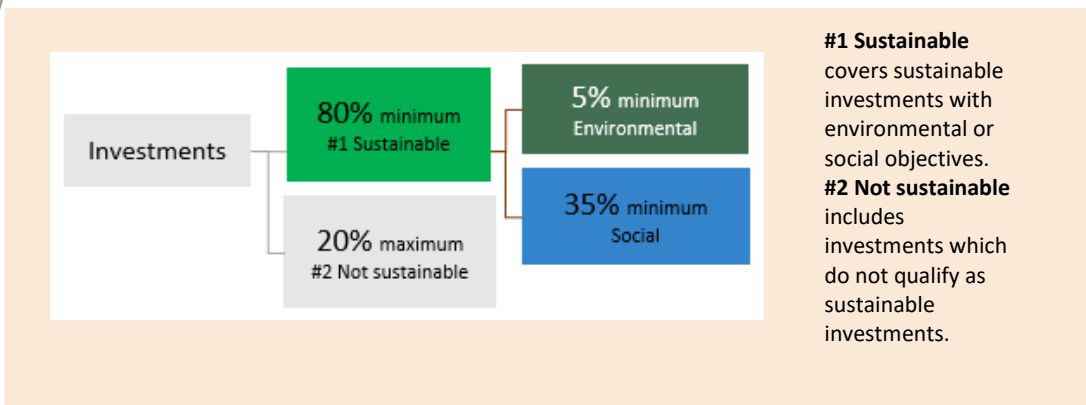 Investments
80% minimum
#1 Sustainable
20% maximum
#2 Not sustainable
5% minimum
Environmental
35% minimum
Social
#1 Sustainable
covers sustainable
investments with
environmental or
social objectives.
#2 Not sustainable
includes
investments which
do not qualify as
sustainable
investments.